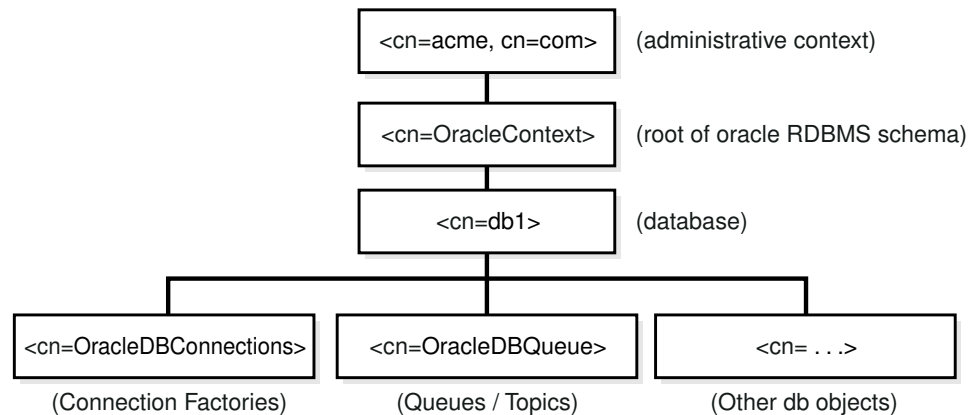 <cn=acme, cn=com> (administrative context)
<cn=OracleContext> (root of oracle RDBMS schema)
<cn=db1> (database)
<cn=OracleDBConnections> <cn=OracleDBQueue> <cn= . . .>
(Connection Factories) (Queues / Topics) (Other db objects)